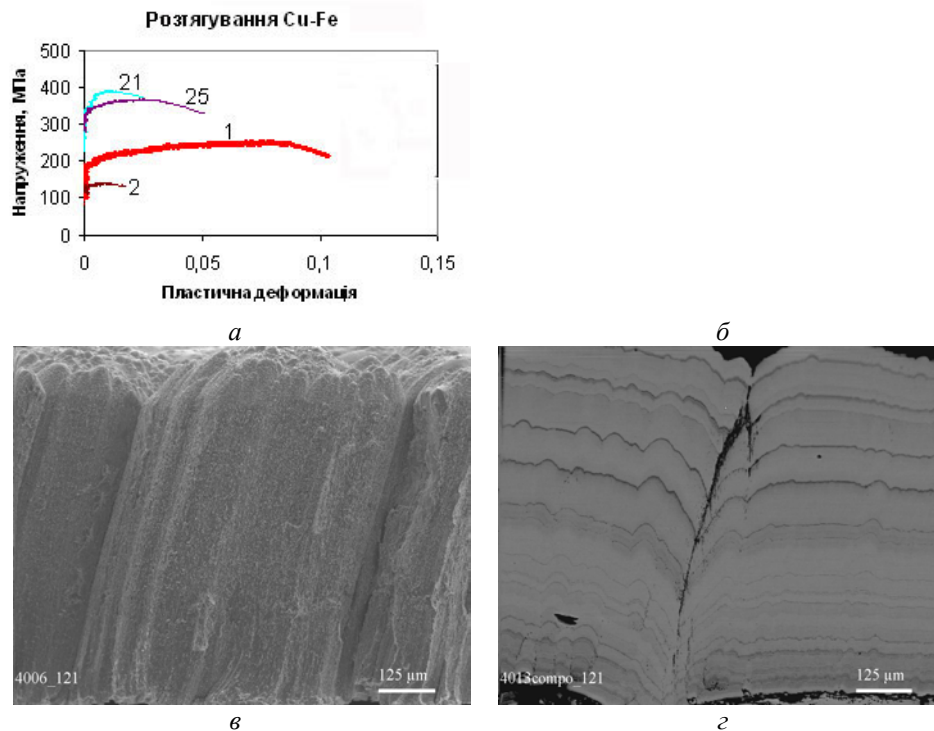 Розтягування Cu-Fe
Напруження, МПа
500
400
300
200
100
0
21
25
1
2
0
0,05
0,1
0,15
Пластична деформація
а
б
4006_121
125 µm
4013compo_121
125 µm
в
г